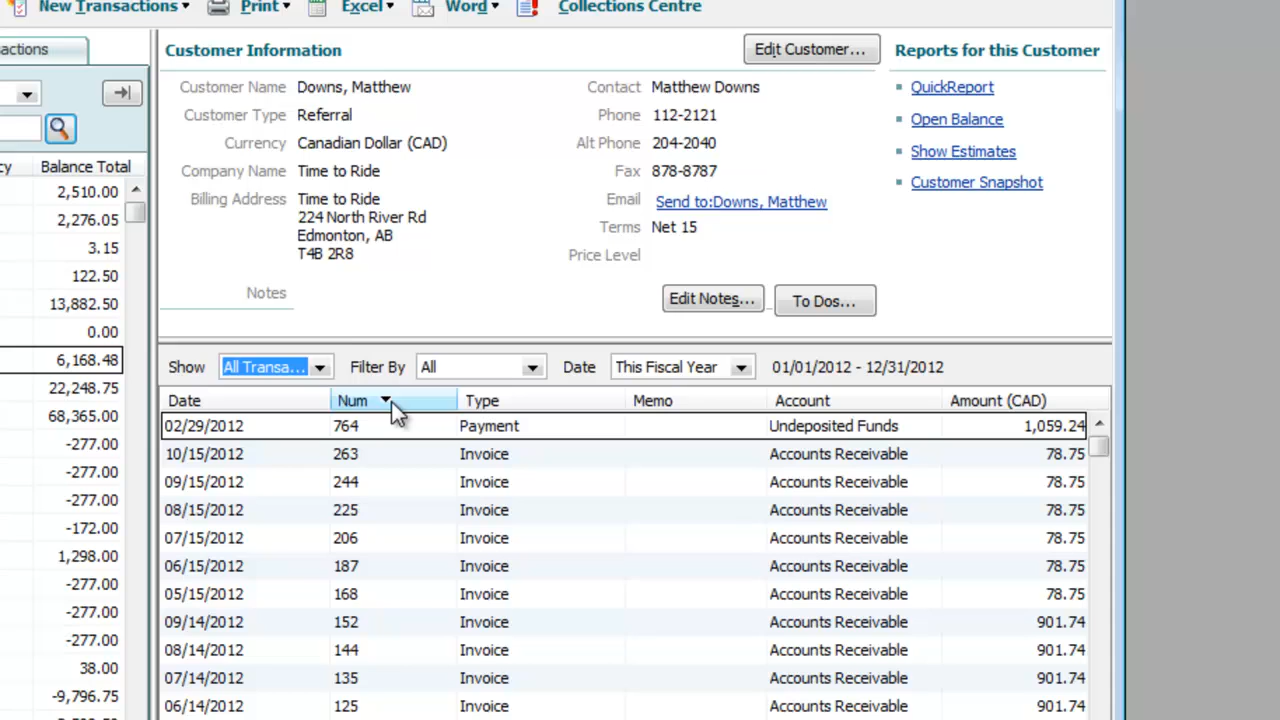 New Transactions Print Excel Word Collections Centre
actions
cy Balance Total
2,510.00
2,276.05
3.15
122.50
13,882.50
0.00
6,168.48
22,248.75
68,365.00
-277.00
-277.00
-277.00
-172.00
1,298.00
-277.00
-277.00
-277.00
38.00
-9,796.75
Customer Information
Edit Customer...
Customer Name Downs, Matthew
Customer Type Referral
Currency Canadian Dollar (CAD)
Company Name Time to Ride
Billing Address Time to Ride
224 North River Rd
Edmonton, AB
T4B 2R8
Notes
Contact Matthew Downs
Phone 112-2121
Alt Phone 204-2040
Fax 878-8787
Email Send to:Downs, Matthew
Terms Net 15
Price Level
Edit Notes... To Dos...
Reports for this Customer
QuickReport
Open Balance
Show Estimates
Customer Snapshot
Show All Transa... Filter By All Date This Fiscal Year 01/01/2012 - 12/31/2012
Date Num Type Memo Account Amount (CAD)
02/29/2012 764 Payment Undeposited Funds 1,059.24
10/15/2012 263 Invoice Accounts Receivable 78.75
09/15/2012 244 Invoice Accounts Receivable 78.75
08/15/2012 225 Invoice Accounts Receivable 78.75
07/15/2012 206 Invoice Accounts Receivable 78.75
06/15/2012 187 Invoice Accounts Receivable 78.75
05/15/2012 168 Invoice Accounts Receivable 78.75
09/14/2012 152 Invoice Accounts Receivable 901.74
08/14/2012 144 Invoice Accounts Receivable 901.74
07/14/2012 135 Invoice Accounts Receivable 901.74
06/14/2012 125 Invoice Accounts Receivable 901.74